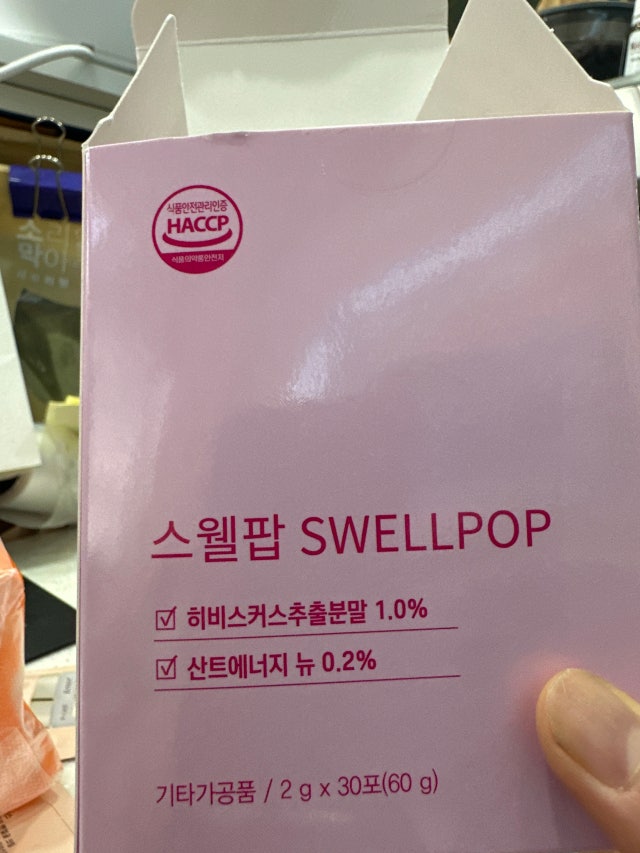 식품안전관리인증
HACCP
식품의약품안전처
스웰팝 SWELLPOP
히비스커스추출분말 1.0%
산트에너지 뉴 0.2%
기타가공품 / 2 g x 30포(60 g)